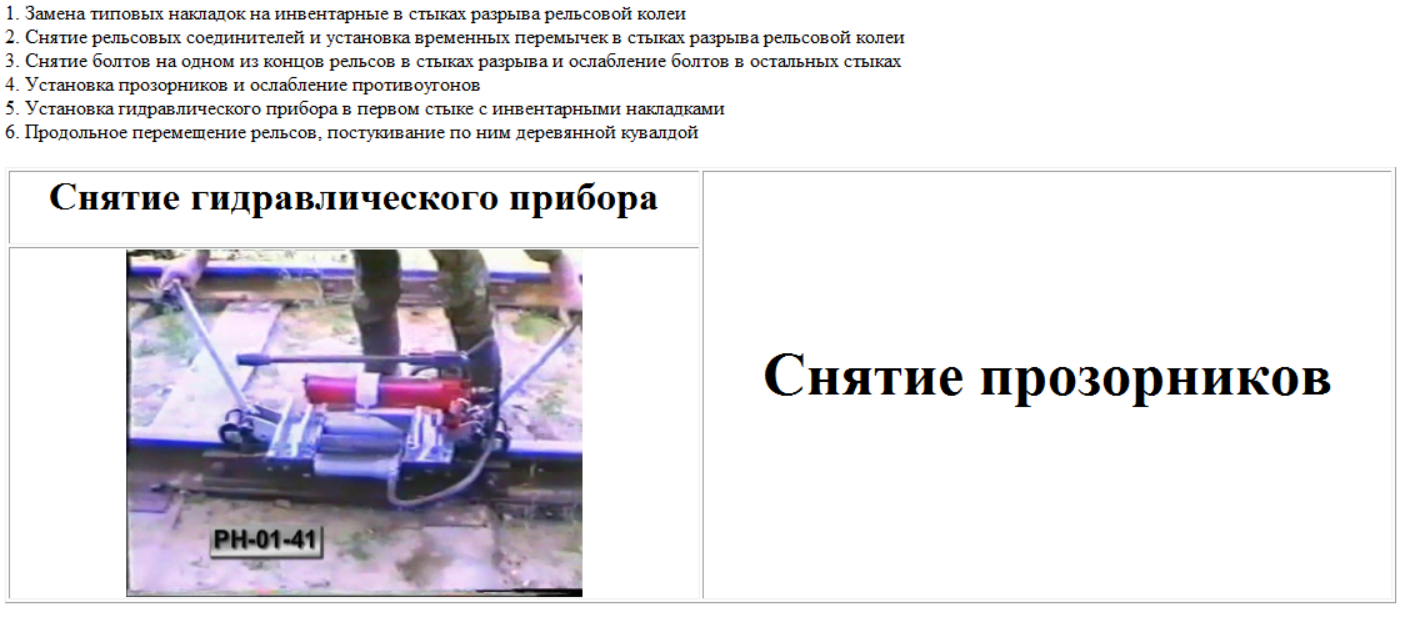 1. Замена типовых накладок на инвентарные в стыках разрыва рельсовой колеи
2. Снятие рельсовых соединителей и установка временных перемычек в стыках разрыва рельсовой колеи
3. Снятие болтов на одном из концов рельсов в стыках разрыва и ослабление болтов в остальных стыках
4. Установка прозорников и ослабление противоугонов
5. Установка гидравлического прибора в первом стыке с инвентарными накладками
6. Продольное перемещение рельсов, постукивание по ним деревянной кувалдой
Снятие гидравлического прибора
РН-01-41
Снятие прозорников